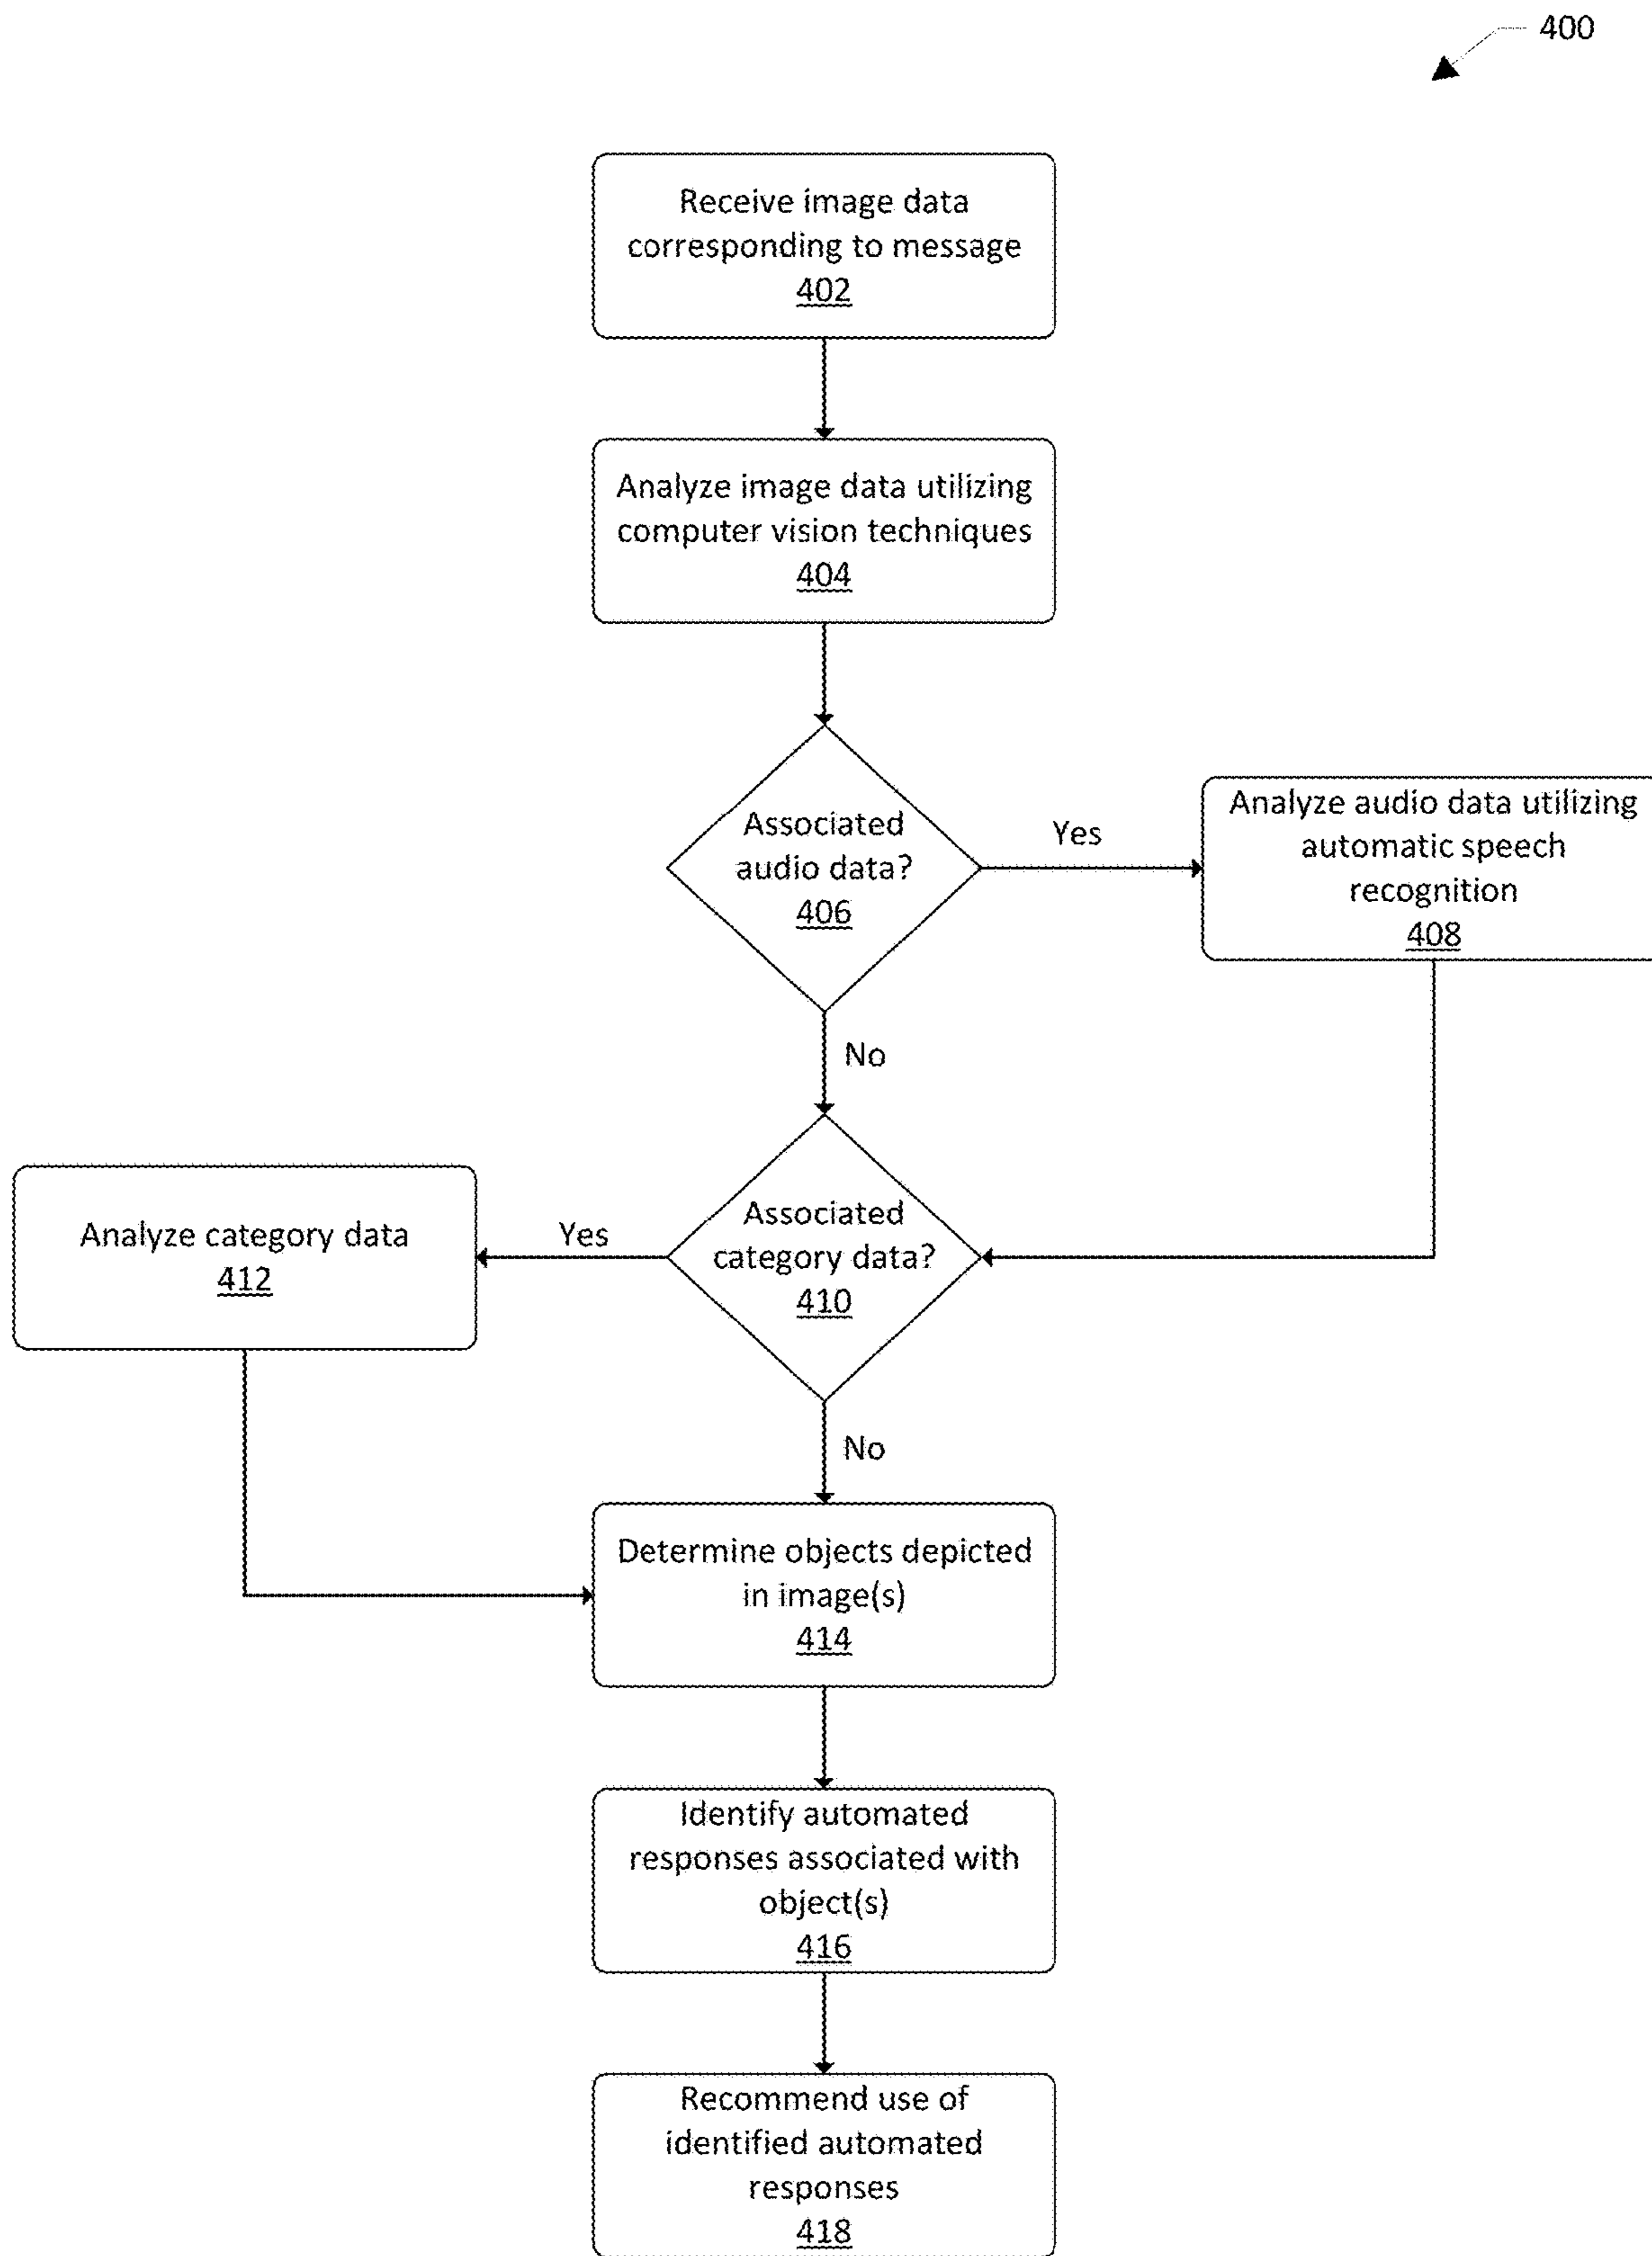 400
Receive image data
corresponding to message
402
Analyze image data utilizing
computer vision techniques
404
Associated
audio data?
406
Yes
Analyze audio data utilizing
automatic speech
recognition
408
No
Associated
category data?
410
Yes
Analyze category data
412
No
Determine objects depicted
in image(s)
414
Identify automated
responses associated with
object(s)
416
Recommend use of
identified automated
responses
418